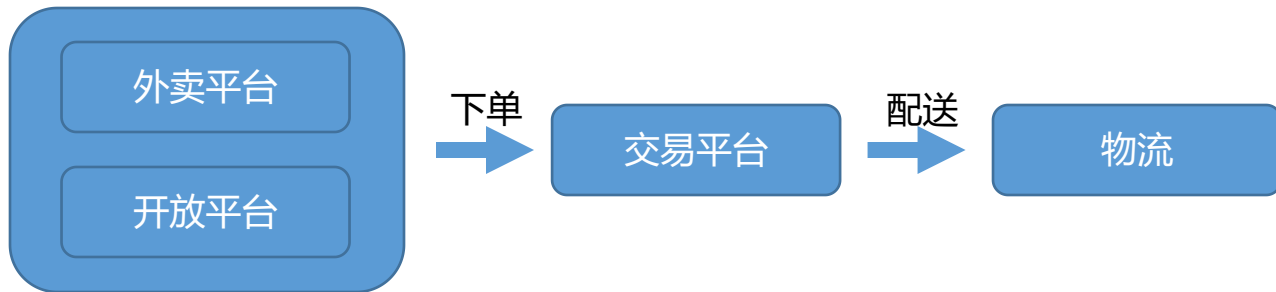 外卖平台
开放平台
下单
交易平台
配送
物流